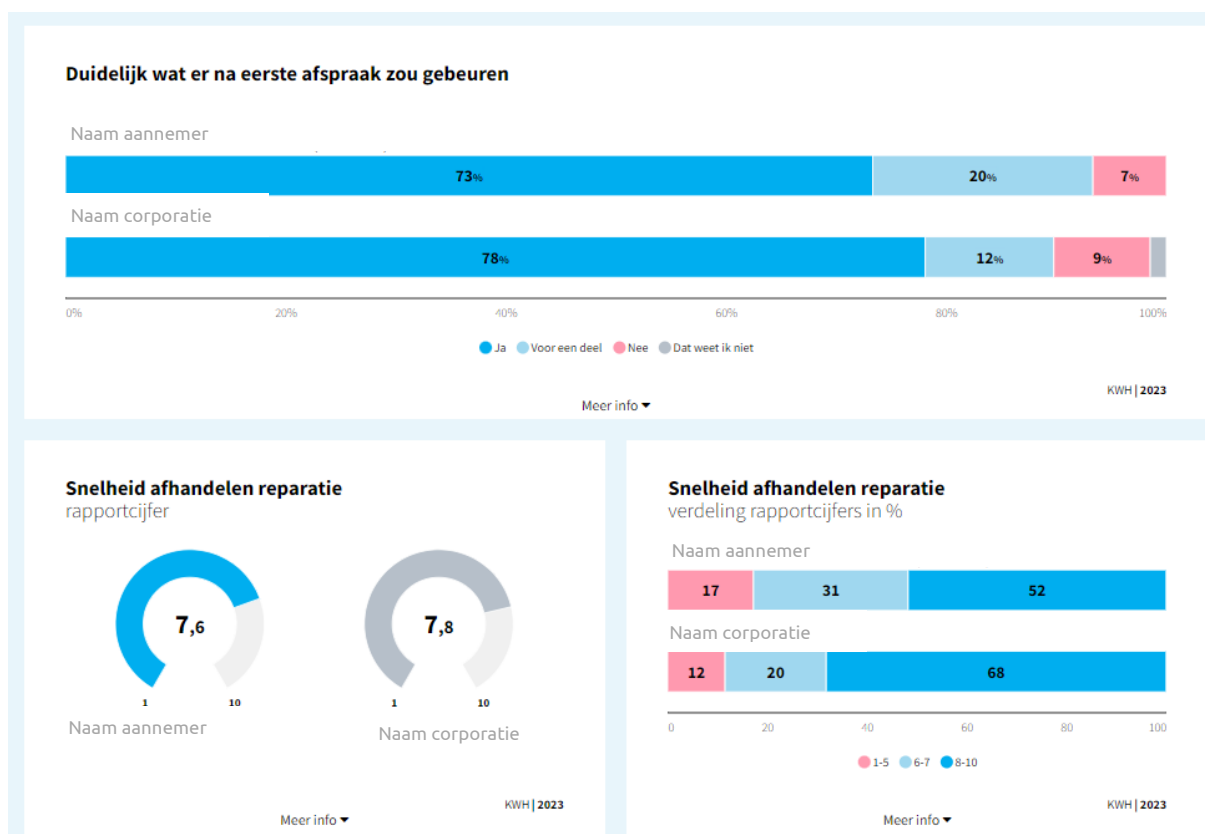 Duidelijk wat er na eerste afspraak zou gebeuren
Naam aannemer
73% 20% 7%
Naam corporatie
78% 12% 9%
0% 20% 40% 60% 80% 100%
Ja Voor een deel Nee Dat weet ik niet
KWH | 2023
Meer info
Snelheid afhandelen reparatie
rapportcijfer
7,6 7,8
1 10 1 10
Naam aannemer Naam corporatie
KWH | 2023
Meer info
Snelheid afhandelen reparatie
verdeling rapportcijfers in %
Naam aannemer
17 31 52
Naam corporatie
12 20 68
0 20 40 60 80 100
1-5 6-7 8-10
KWH | 2023
Meer info